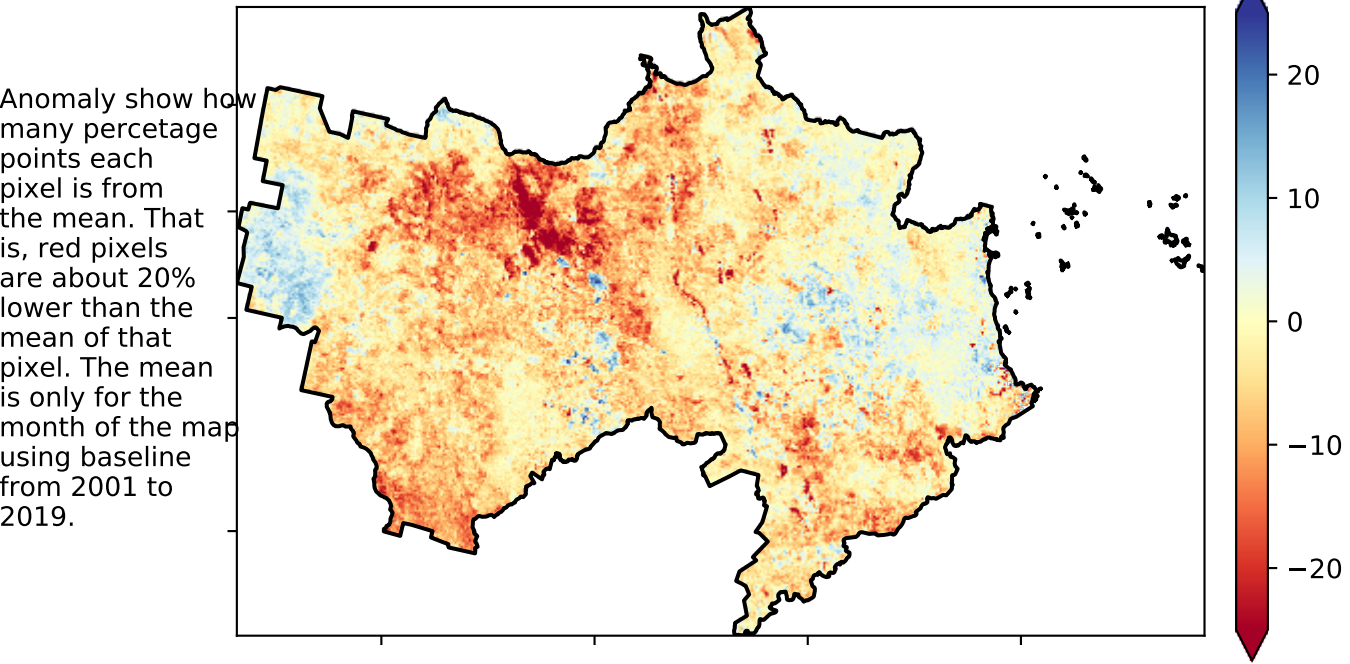 Anomaly show how
many percetage
points each
pixel is from
the mean. That
is, red pixels
are about 20%
lower than the
mean of that
pixel. The mean
is only for the
month of the map
using baseline
from 2001 to
2019.
20
10
0
−10
−20